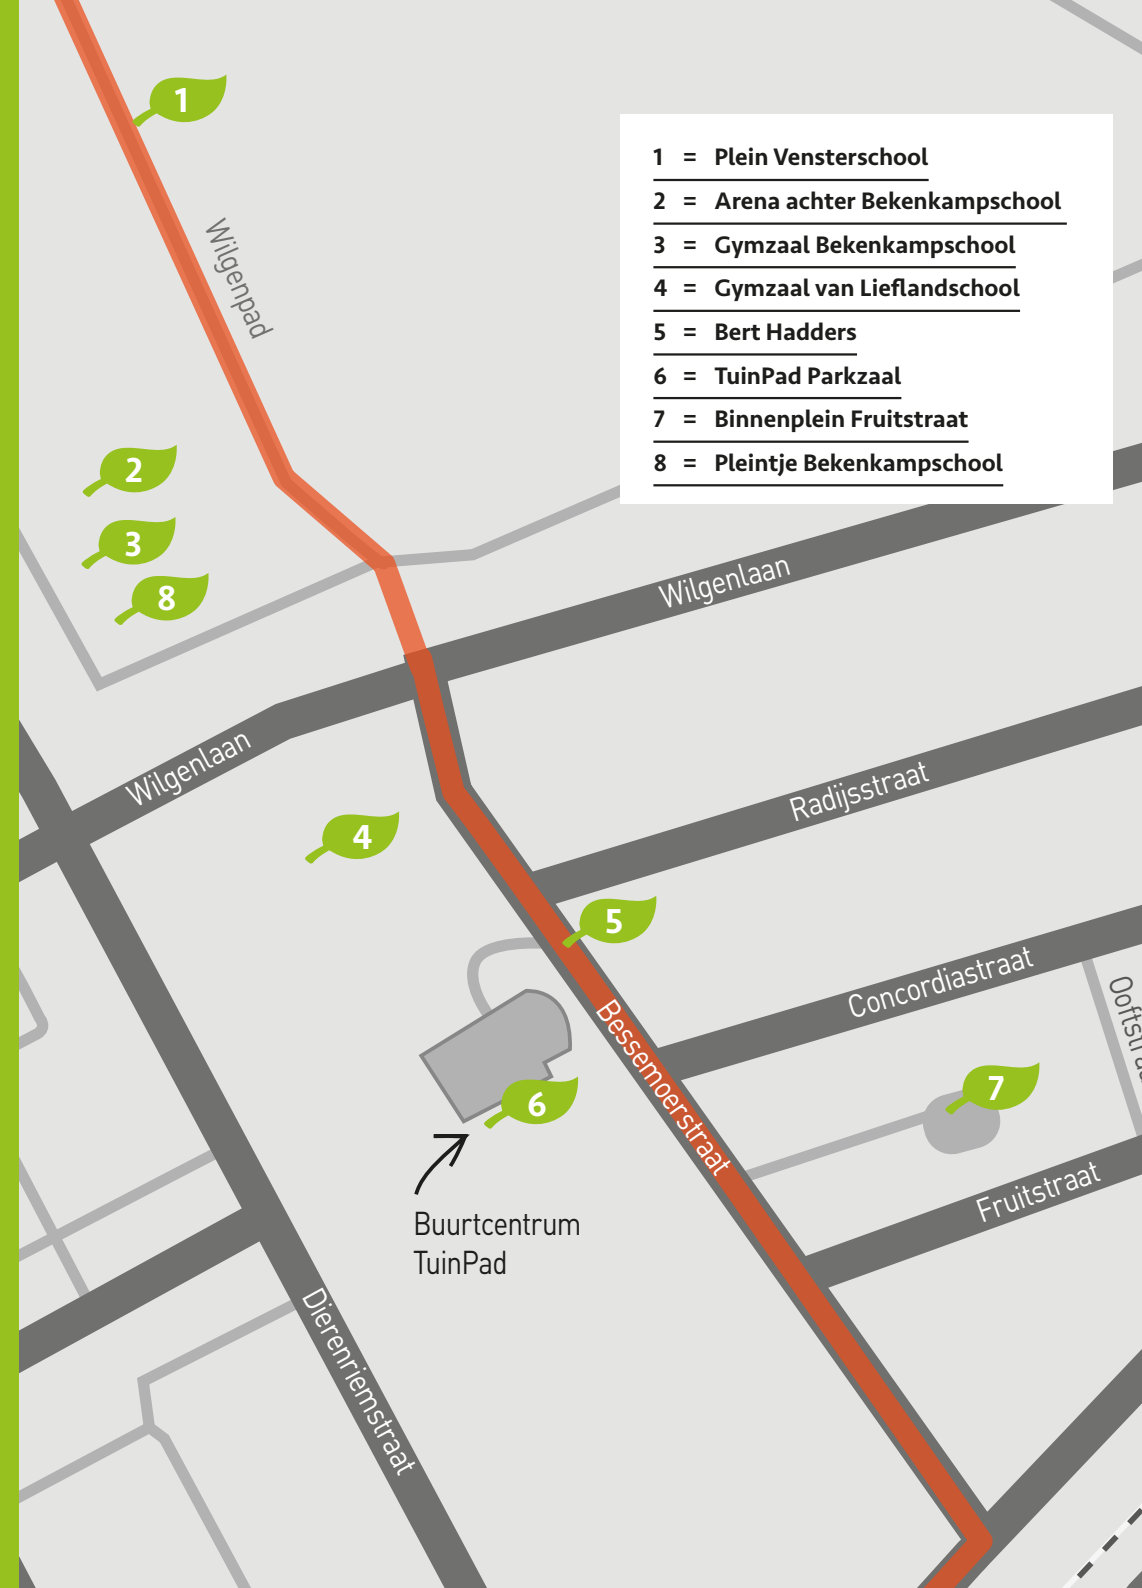 1
Wilgenpad
1 = Plein Vensterschool
2 = Arena achter Bekenkampschool
3 = Gymzaal Bekenkampschool
4 = Gymzaal van Lieflandschool
5 = Bert Hadders
6 = TuinPad Parkzaal
7 = Binnenplein Fruitstraat
8 = Pleintje Bekenkampschool
2
3
8
Wilgenlaan
Wilgenlaan
Radijsstraat
4
5
Concordiastraat
Bessemoerstraat
7
6
Fruitstraat
Buurtcentrum
TuinPad
Dierenriemstraat